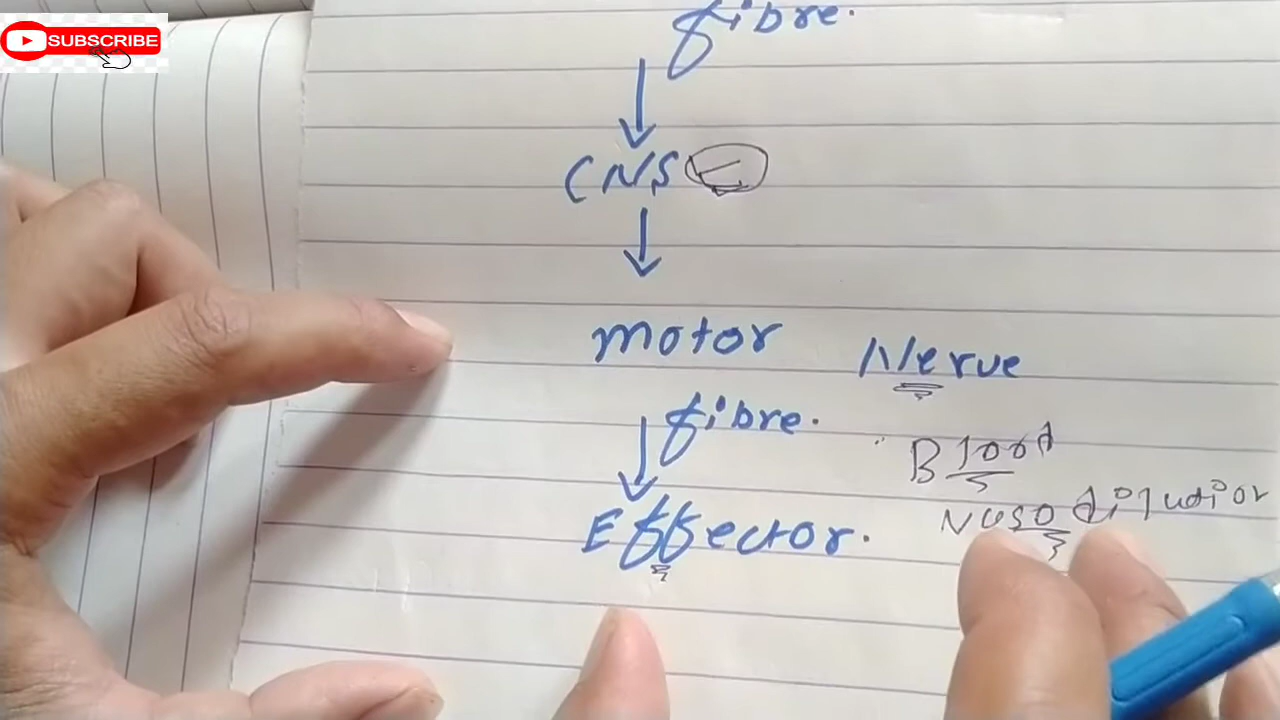 SUBSCRIBE
fibre.
CNS
motor Nerve
fibre.
Blood
Effector.